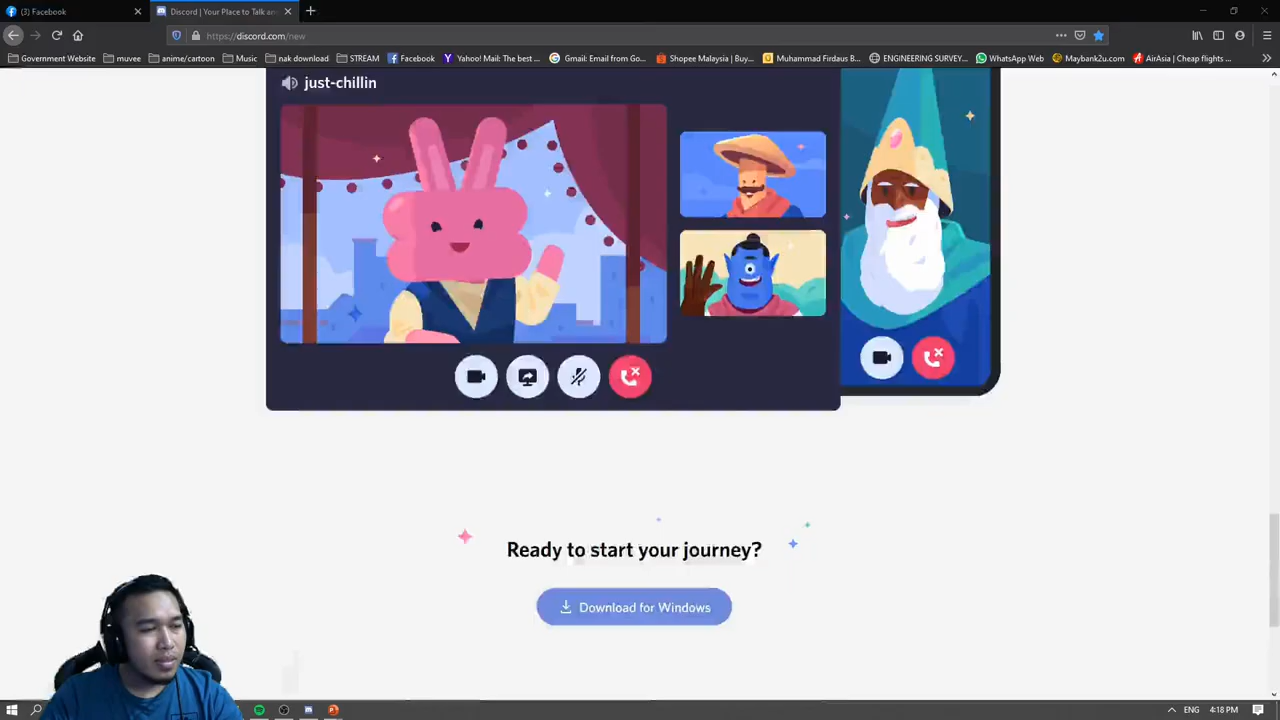 (3) Facebook
Discord | Your Place to Talk an
https://discord.com/new
Government Website
muvee
anime/cartoon
Music
nak download
STREAM
Facebook
Yahoo! Mail: The best ...
Gmail: Email from Go...
Shopee Malaysia | Buy...
Muhammad Firdaus B...
ENGINEERING SURVEY...
WhatsApp Web
Maybank2u.com
AirAsia | Cheap flights ...
just-chillin
Ready to start your journey?
Download for Windows
ENG
4:18 PM